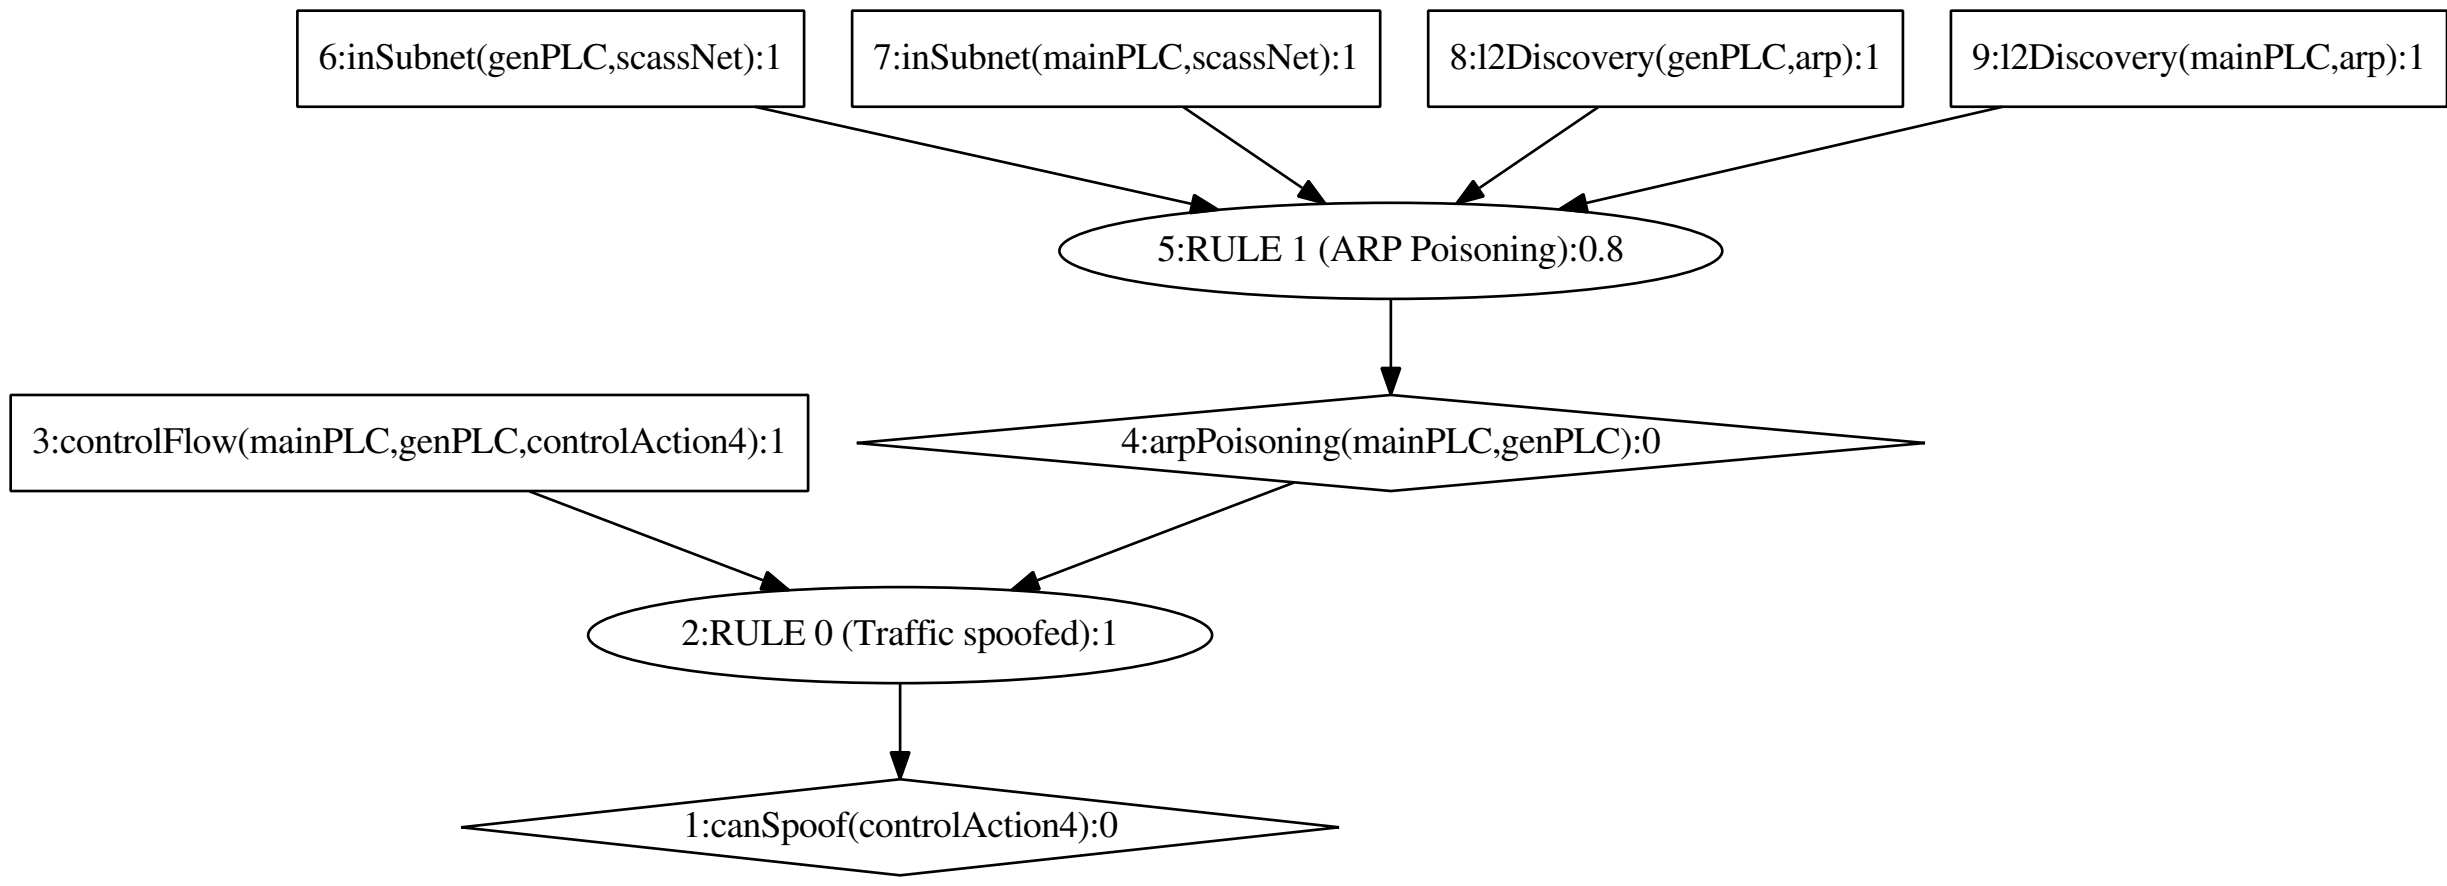 6:inSubnet(genPLC,scassNet):1
7:inSubnet(mainPLC,scassNet):1
8:l2Discovery(genPLC,arp):1
9:l2Discovery(mainPLC,arp):1
5:RULE 1 (ARP Poisoning):0.8
3:controlFlow(mainPLC,genPLC,controlAction4):1
4:arpPoisoning(mainPLC,genPLC):0
2:RULE 0 (Traffic spoofed):1
1:canSpoof(controlAction4):0